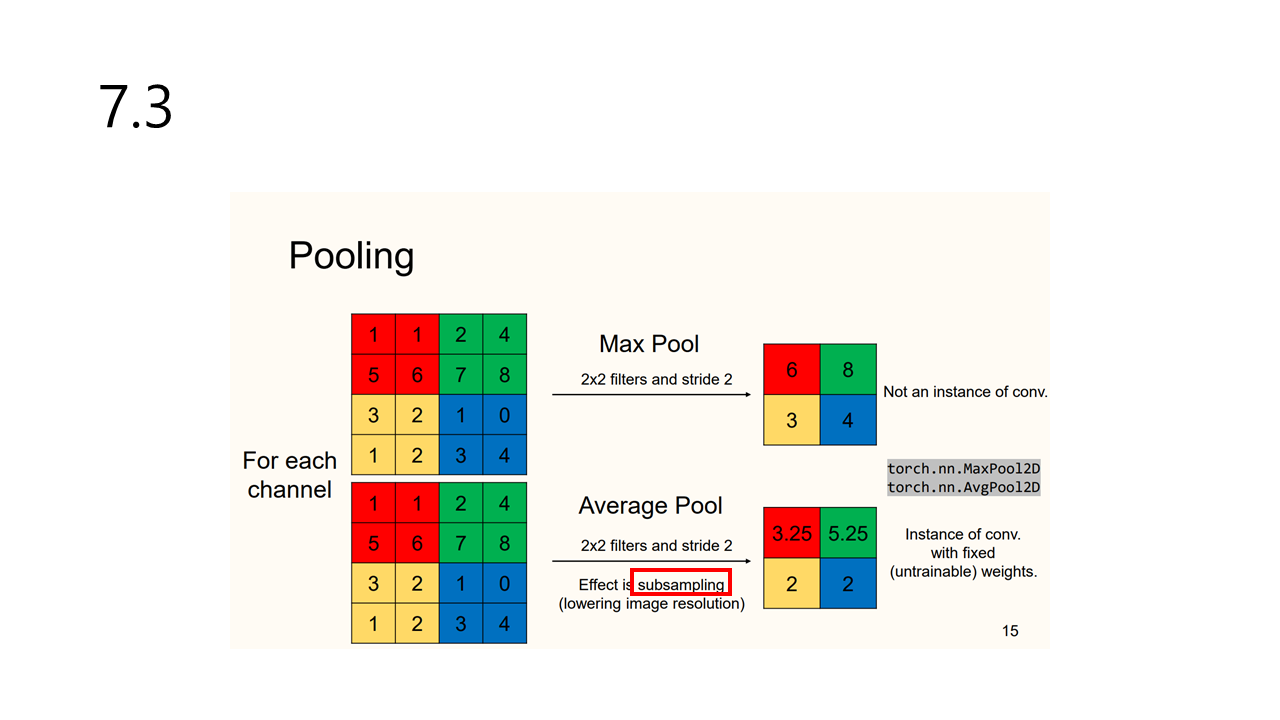 7.3
Pooling
1 1 2 4
5 6 7 8
3 2 1 0
1 2 3 4
Max Pool
2x2 filters and stride 2
6 8
3 4
Not an instance of conv.
For each
channel
torch.nn.MaxPool2D
torch.nn.AvgPool2D
1 1 2 4
5 6 7 8
3 2 1 0
1 2 3 4
Average Pool
2x2 filters and stride 2
Effect is subsampling
(lowering image resolution)
3.25 5.25
2 2
Instance of conv.
with fixed
(untrainable) weights.
15